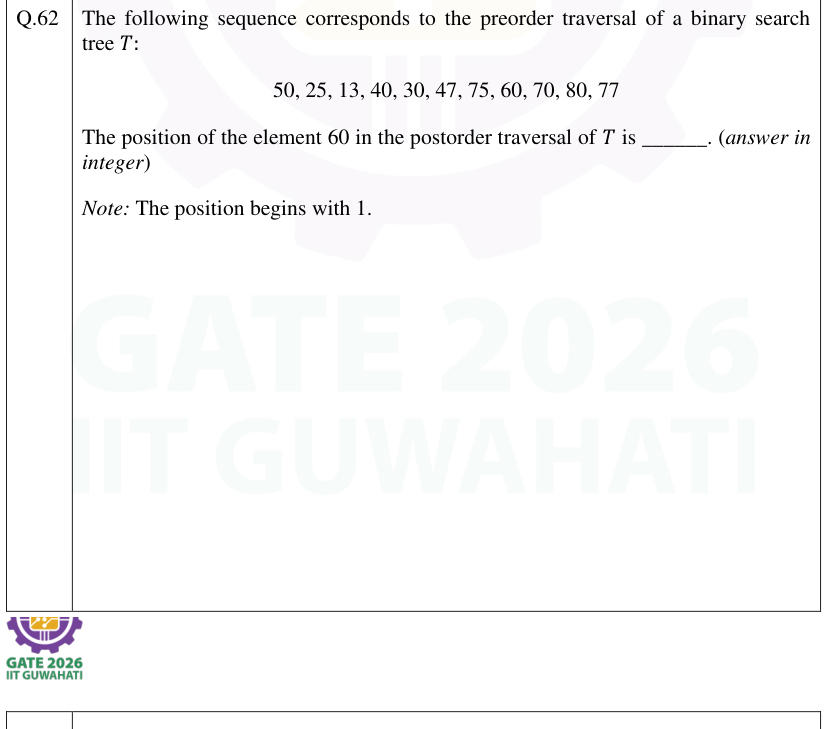 Q.62 The following sequence corresponds to the preorder traversal of a binary search
tree T:
50, 25, 13, 40, 30, 47, 75, 60, 70, 80, 77
The position of the element 60 in the postorder traversal of T is ______. (answer in
integer)
Note: The position begins with 1.
GATE 2026
IIT GUWAHATI
GATE 2026
IIT GUWAHATI